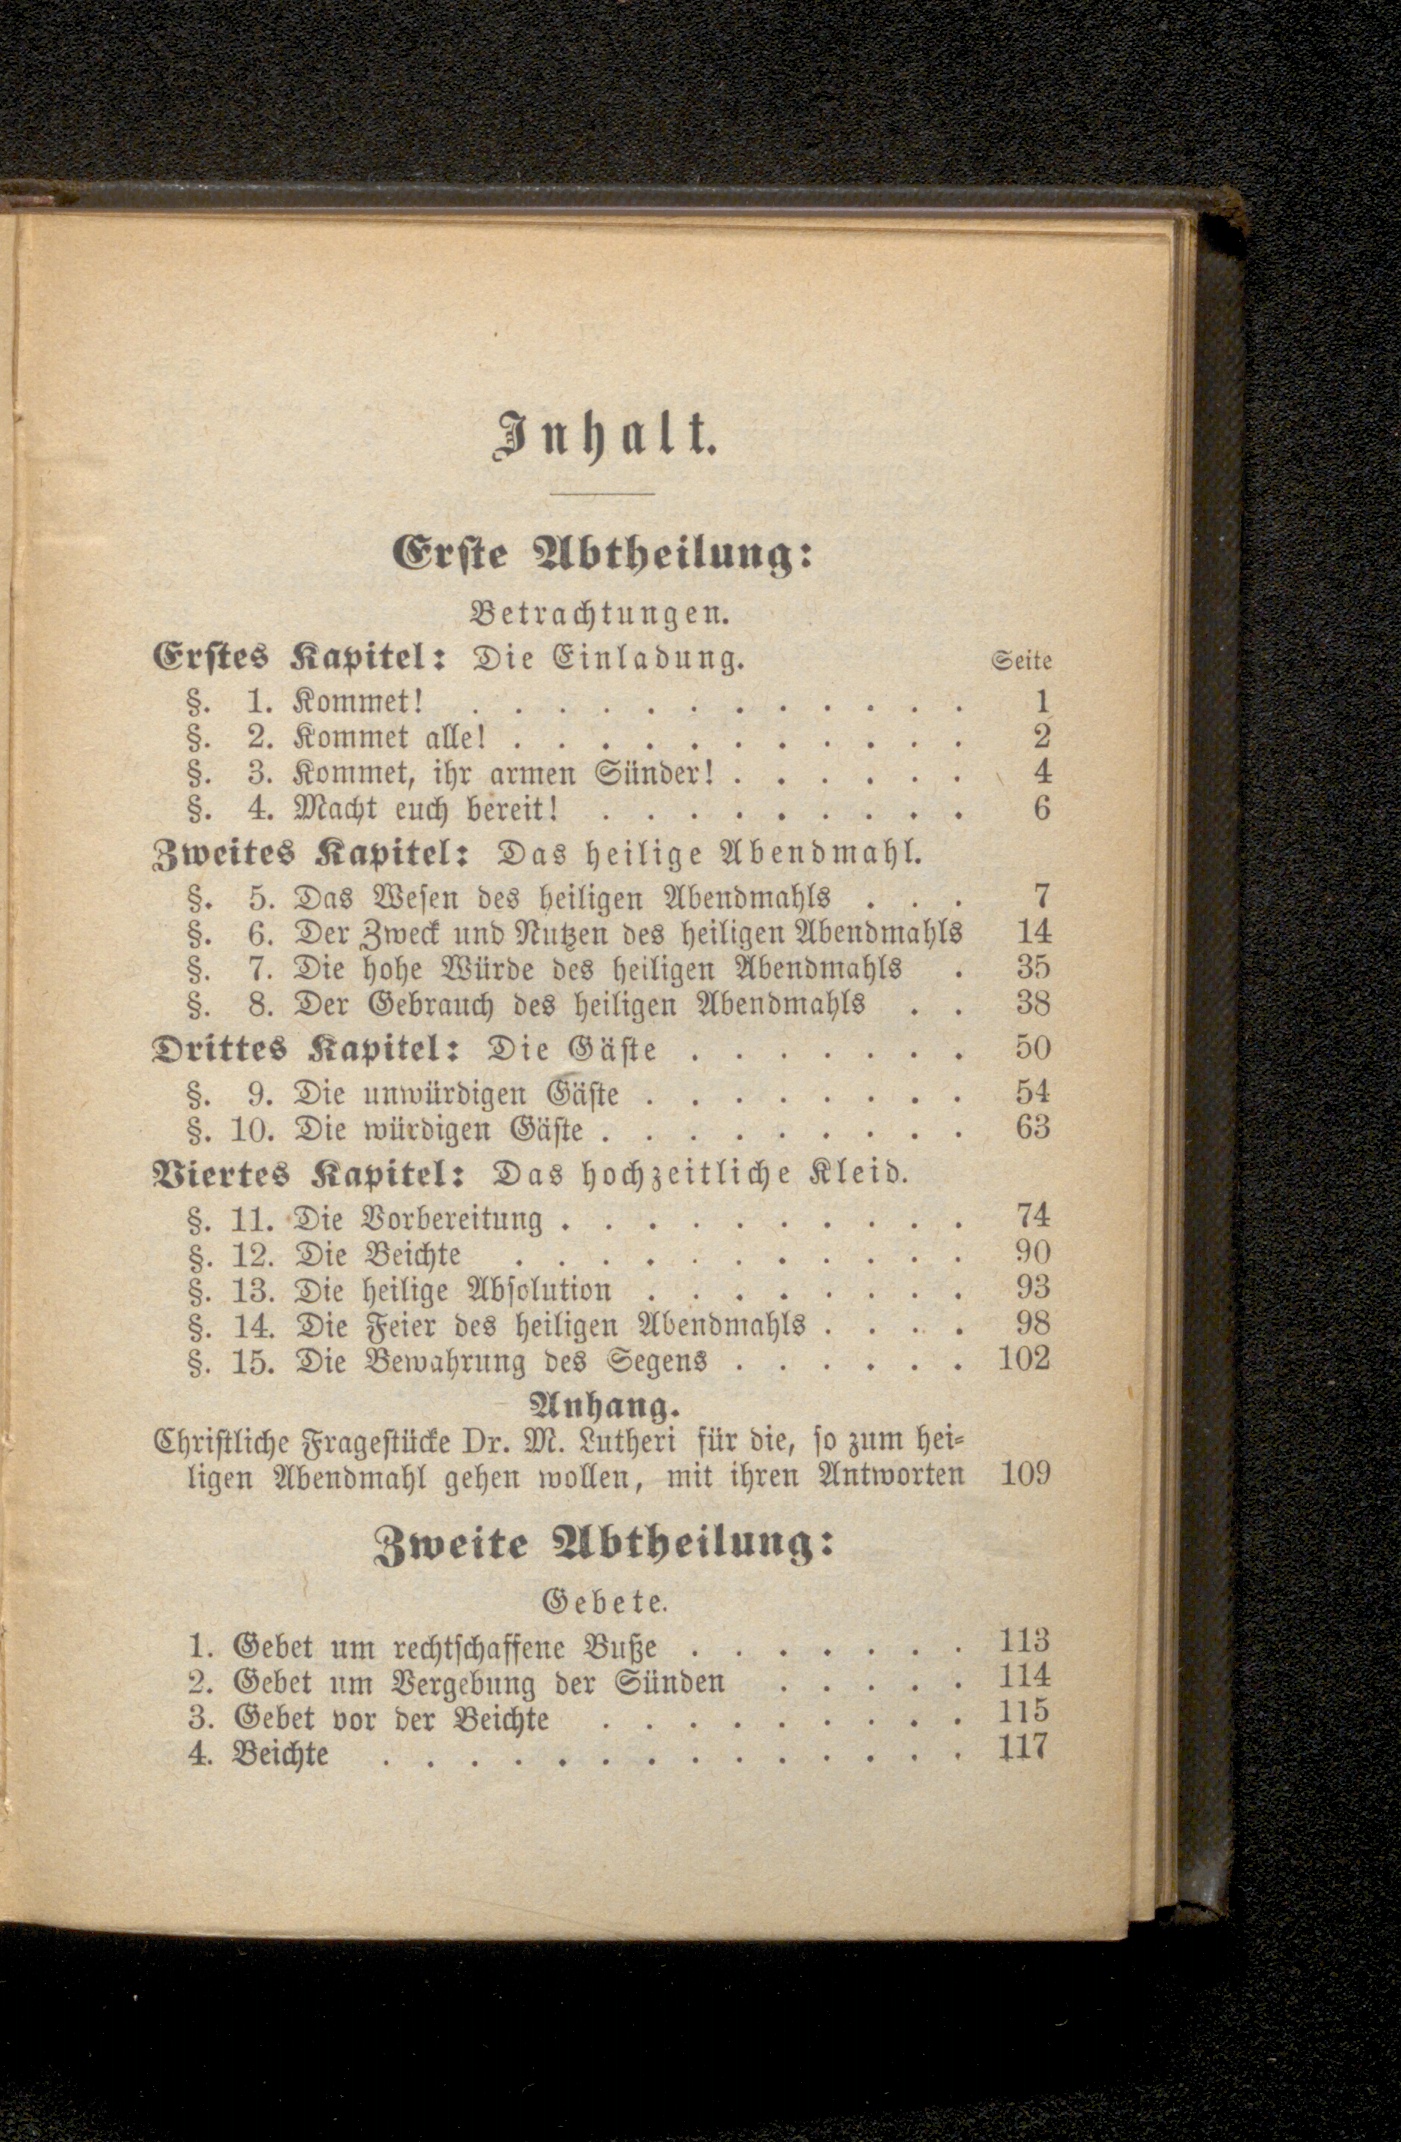 Inhalt.
Erste Abtheilung:
Betrachtungen.
Erstes Kapitel: Die Einladung. Seite
§. 1. Kommet! . . . . . . . . . . . . 1
§. 2. Kommet alle! . . . . . . . . . . . 2
§. 3. Kommet, ihr armen Sünder! . . . . . . 4
§. 4. Macht euch bereit! . . . . . . . . . 6
Zweites Kapitel: Das heilige Abendmahl.
§. 5. Das Wesen des heiligen Abendmahls . . . 7
§. 6. Der Zweck und Nutzen des heiligen Abendmahls 14
§. 7. Die hohe Würde des heiligen Abendmahls . 35
§. 8. Der Gebrauch des heiligen Abendmahls . . 38
Drittes Kapitel: Die Gäste . . . . . . . 50
§. 9. Die unwürdigen Gäste . . . . . . . . 54
§. 10. Die würdigen Gäste . . . . . . . . . 63
Viertes Kapitel: Das hochzeitliche Kleid.
§. 11. Die Vorbereitung . . . . . . . . . . 74
§. 12. Die Beichte . . . . . . . . . . . 90
§. 13. Die heilige Absolution . . . . . . . . 93
§. 14. Die Feier des heiligen Abendmahls . . . . 98
§. 15. Die Bewahrung des Segens . . . . . . 102
Anhang.
Christliche Fragestücke Dr. M. Lutheri für die, so zum hei-
ligen Abendmahl gehen wollen, mit ihren Antworten 109
Zweite Abtheilung:
Gebete.
1. Gebet um rechtschaffene Buße . . . . . . . 113
2. Gebet um Vergebung der Sünden . . . . . 114
3. Gebet vor der Beichte . . . . . . . . . 115
4. Beichte . . . . . . . . . . . . . . 117